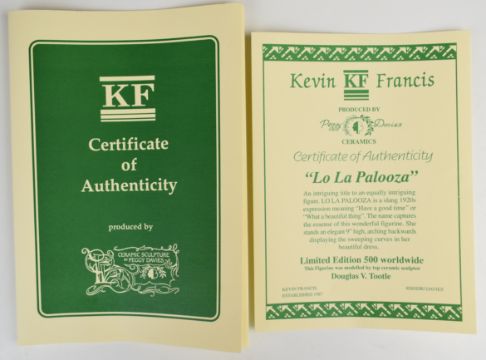 KF
Certificate
of
Authenticity
produced by
CERAMIC SCULPTURE
BY PEGGY DAVIES
Kevin KF Francis
PRODUCED BY
Peggy Davies
CERAMICS
Certificate of Authenticity
"Lo La Palooza"
An intriguing title to an equally intriguing
figure. LO LA PALOOZA is a slang 1920s
expression meaning "Have a good time" or
"What a beautiful thing". The name captures
the essence of this wonderful figurine. She
stands an elegant 9" high, arching backwards
displaying the sweeping curves in her
beautiful dress.
Limited Edition 500 worldwide
This Figurine was modelled by top ceramic sculptor
Douglas V. Tootle
KEVIN FRANCIS
ESTABLISHED 1987